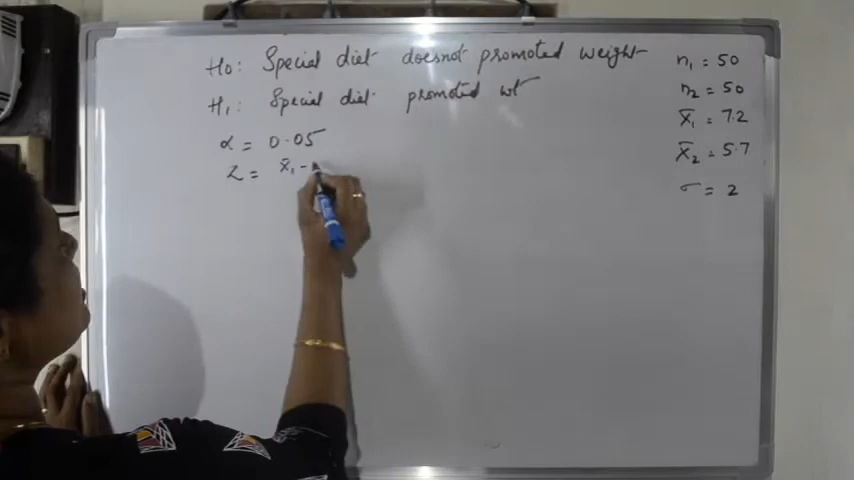 H₀: Special diet doesnot promoted weight
H₁: Special diet promoted wt
α = 0.05
Z = x̄₁ -
n₁ = 50
n₂ = 50
x̄₁ = 7.2
x̄₂ = 5.7
σ = 2